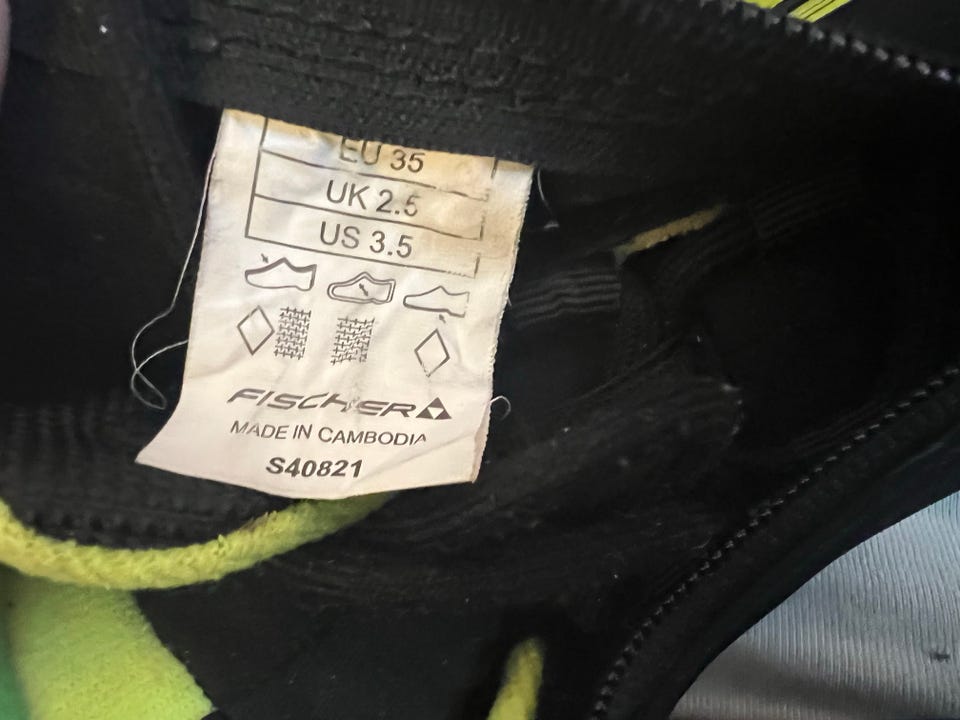 EU 35
UK 2.5
US 3.5
FISCHER
MADE IN CAMBODIA
S40821